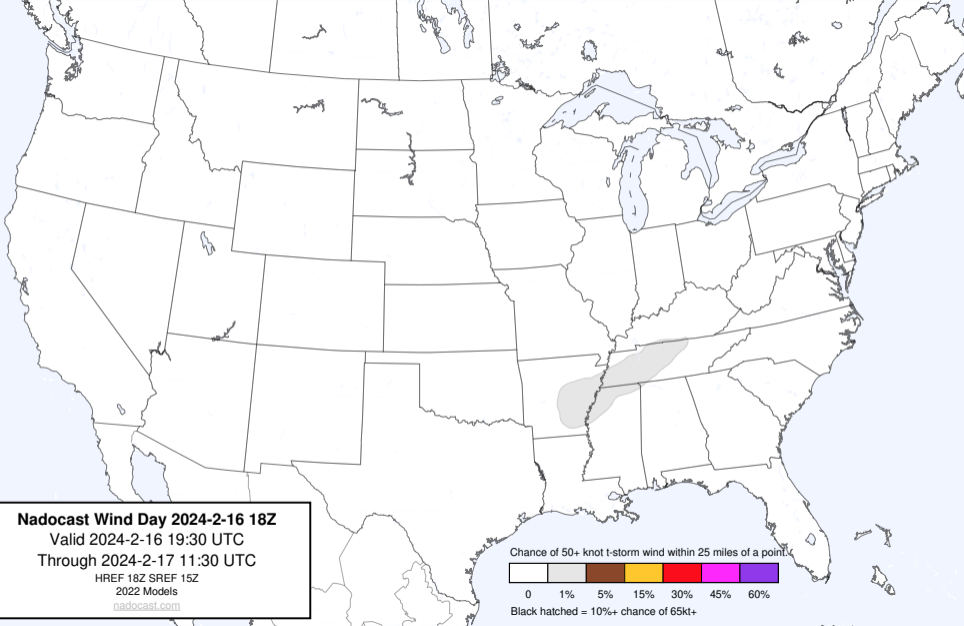 Nadocast Wind Day 2024-2-16 18Z
Valid 2024-2-16 19:30 UTC
Through 2024-2-17 11:30 UTC
HREF 18Z SREF 15Z
2022 Models
nadocast.com
Chance of 50+ knot t-storm wind within 25 miles of a point.
0 1% 5% 15% 30% 45% 60%
Black hatched = 10%+ chance of 65kt+